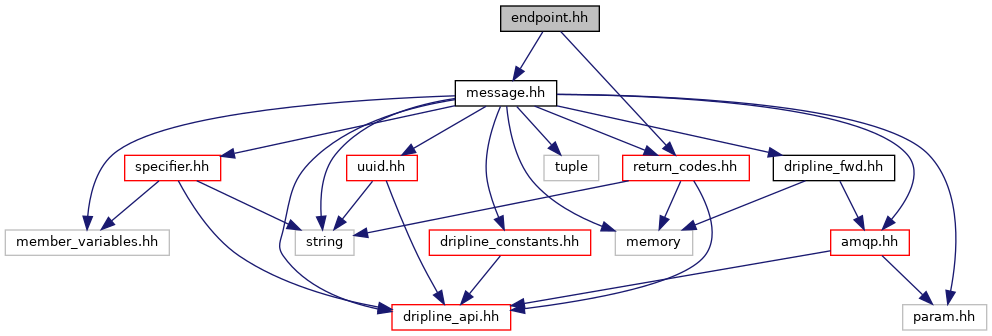 endpoint.hh
message.hh
specifier.hh
uuid.hh
tuple
return_codes.hh
dripline_fwd.hh
member_variables.hh
string
dripline_constants.hh
memory
amqp.hh
dripline_api.hh
param.hh